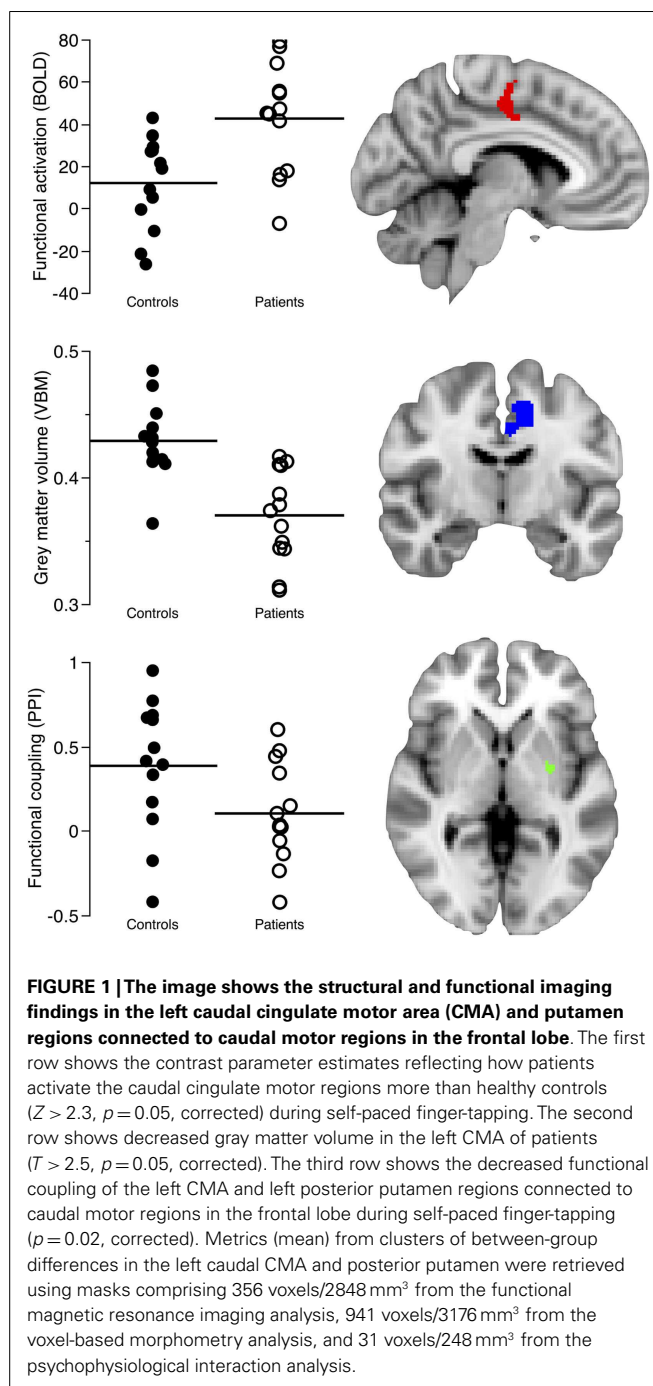 80
60
40
20
0
-20
-40
Functional activation (BOLD)
Controls
Patients
0.5
0.4
0.3
Grey matter volume (VBM)
Controls
Patients
1
0.5
0
-0.5
Functional coupling (PPI)
Controls
Patients
FIGURE 1 | The image shows the structural and functional imaging
findings in the left caudal cingulate motor area (CMA) and putamen
regions connected to caudal motor regions in the frontal lobe. The first
row shows the contrast parameter estimates reflecting how patients
activate the caudal cingulate motor regions more than healthy controls
(Z > 2.3, p = 0.05, corrected) during self-paced finger-tapping. The second
row shows decreased gray matter volume in the left CMA of patients
(T > 2.5, p = 0.05, corrected). The third row shows the decreased functional
coupling of the left CMA and left posterior putamen regions connected to
caudal motor regions in the frontal lobe during self-paced finger-tapping
(p = 0.02, corrected). Metrics (mean) from clusters of between-group
differences in the left caudal CMA and posterior putamen were retrieved
using masks comprising 356 voxels/2848 mm³ from the functional
magnetic resonance imaging analysis, 941 voxels/3176 mm³ from the
voxel-based morphometry analysis, and 31 voxels/248 mm³ from the
psychophysiological interaction analysis.